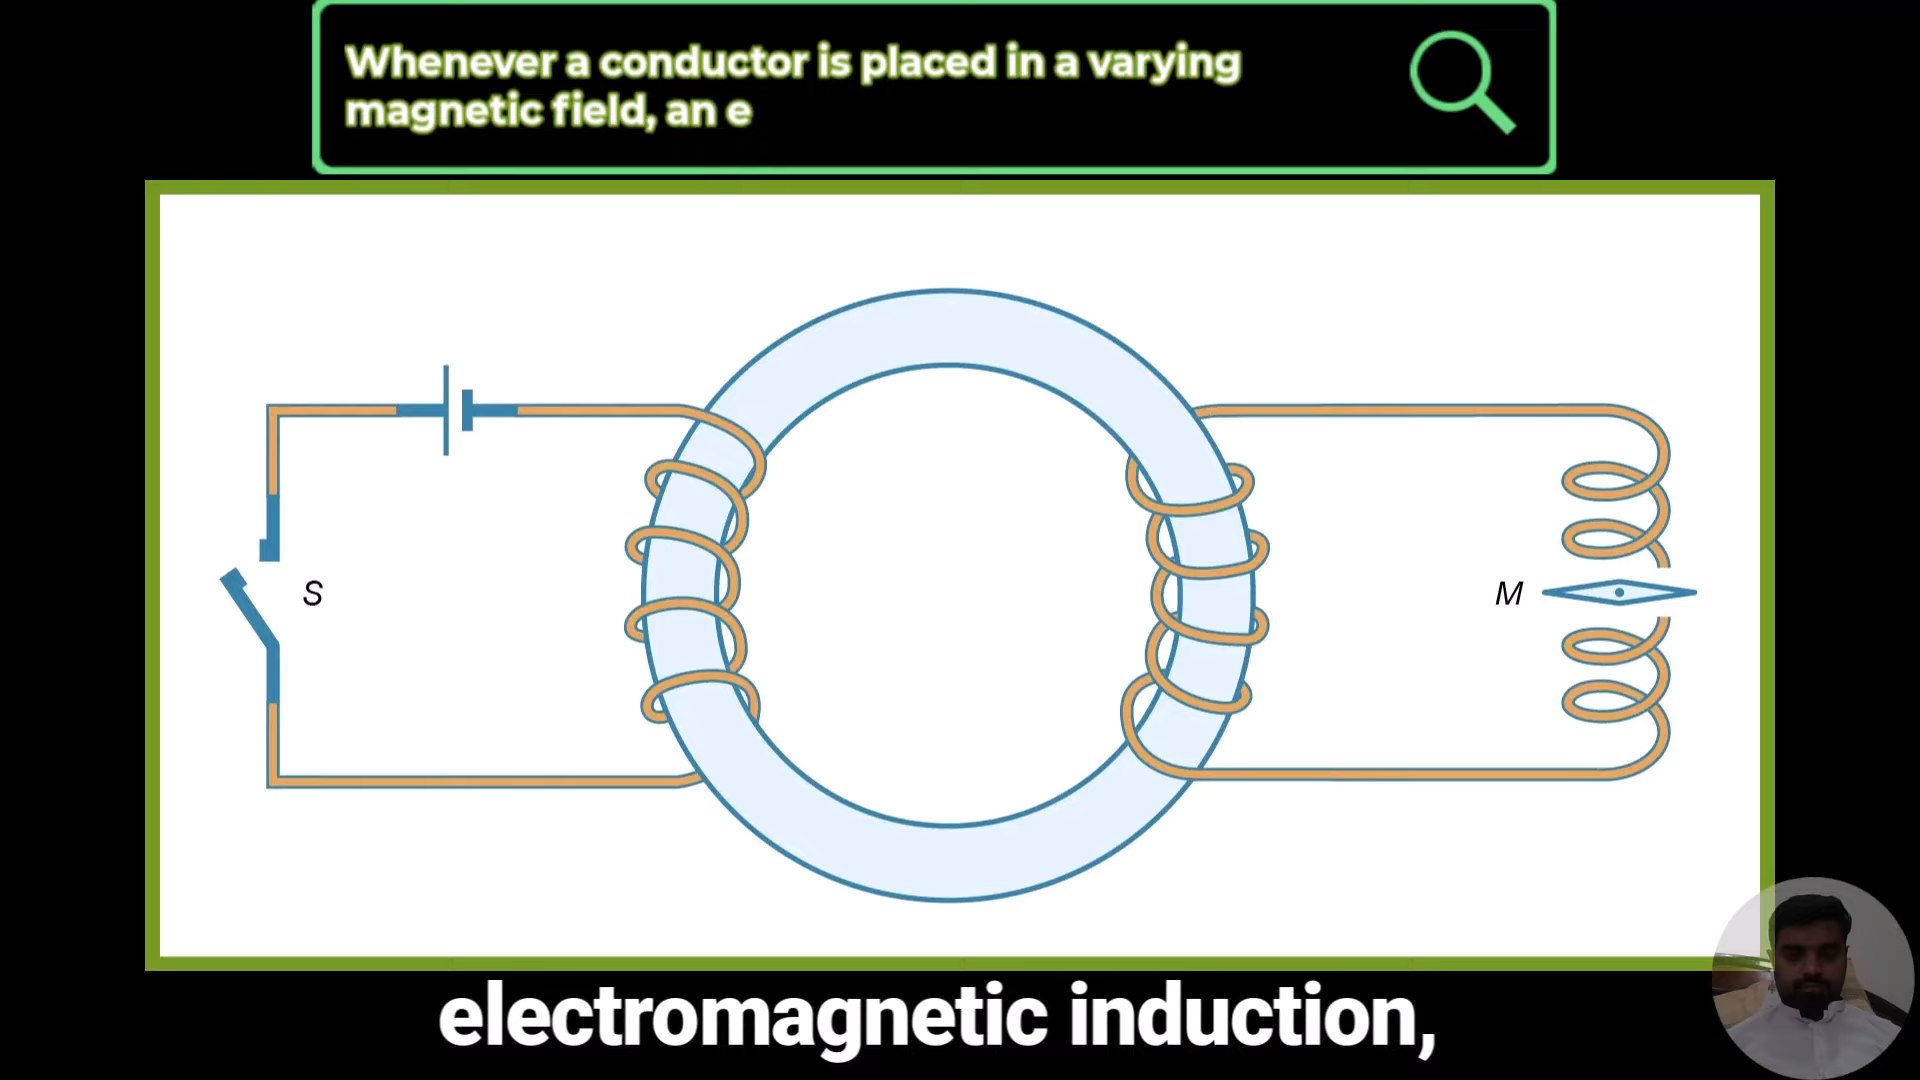 Whenever a conductor is placed in a varying
magnetic field, an e
S
M
electromagnetic induction,